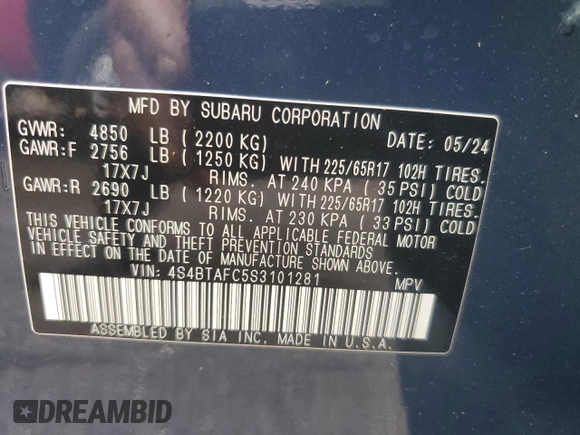 MFD BY SUBARU CORPORATION
GVWR: 4850 LB ( 2200 KG) DATE: 05/24
GAWR:F 2756 LB ( 1250 KG) WITH 225/65R17 102H TIRES.
17X7J RIMS. AT 240 KPA ( 35 PSI) COLD
GAWR:R 2690 LB ( 1220 KG) WITH 225/65R17 102H TIRES.
17X7J RIMS. AT 230 KPA ( 33 PSI) COLD
THIS VEHICLE CONFORMS TO ALL APPLICABLE FEDERAL MOTOR
VEHICLE SAFETY AND THEFT PREVENTION STANDARDS
IN EFFECT ON THE DATE OF MANUFACTURE SHOWN ABOVE.
VIN: 4S4BTAFC5S3101281 MPV
ASSEMBLED BY SIA INC. MADE IN U.S.A.
DREAMBID